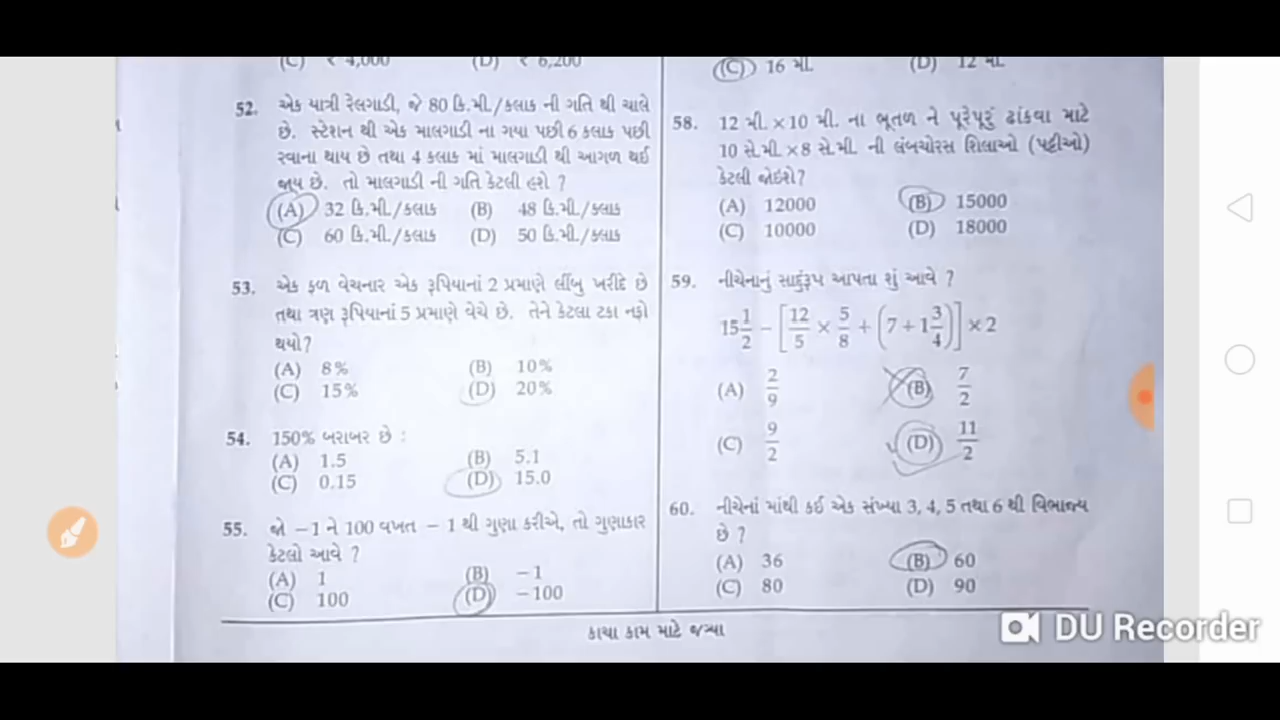 (C) ₹ 4,000 (D) ₹ 6,200
52. એક યાત્રી રેલગાડી, જે 80 કિ.મી./કલાક ની ગતિ થી ચાલે
છે. સ્ટેશન થી એક માલગાડી ના ગયા પછી 6 કલાક પછી
રવાના થાય છે તથા 4 કલાક માં માલગાડી થી આગળ થઈ
જાય છે. તો માલગાડી ની ગતિ કેટલી હશે ?
(A) 32 કિ.મી./કલાક (B) 48 કિ.મી./કલાક
(C) 60 કિ.મી./કલાક (D) 50 કિ.મી./કલાક
53. એક ફળ વેચનાર એક રૂપિયાનાં 2 પ્રમાણે લીંબુ ખરીદે છે
તથા ત્રણ રૂપિયાનાં 5 પ્રમાણે વેચે છે. તેને કેટલા ટકા નફો
થયો?
(A) 8% (B) 10%
(C) 15% (D) 20%
54. 150% બરાબર છે :
(A) 1.5 (B) 5.1
(C) 0.15 (D) 15.0
55. જો −1 ને 100 વખત −1 થી ગુણા કરીએ, તો ગુણાકાર
કેટલો આવે ?
(A) 1 (B) −1
(C) 100 (D) −100
(C) 16 મી. (D) 12 મી.
58. 12 મી. × 10 મી. ના ભૂતળ ને પૂરેપૂરું ઢાંકવા માટે
10 સે.મી. × 8 સે.મી. ની લંબચોરસ શિલાઓ (પટ્ટીઓ)
કેટલી જોઇશે?
(A) 12000 (B) 15000
(C) 10000 (D) 18000
59. નીચેનાનું સાદુંરૂપ આપતા શું આવે ?
15 1/2 − [12/5 × 5/8 + (7 + 1 3/4)] × 2
(A) 2/9 (B) 7/2
(C) 9/2 (D) 11/2
60. નીચેનાં માંથી કઈ એક સંખ્યા 3, 4, 5 તથા 6 થી વિભાજ્ય
છે ?
(A) 36 (B) 60
(C) 80 (D) 90
કાચા કામ માટે જગ્યા
DU Recorder